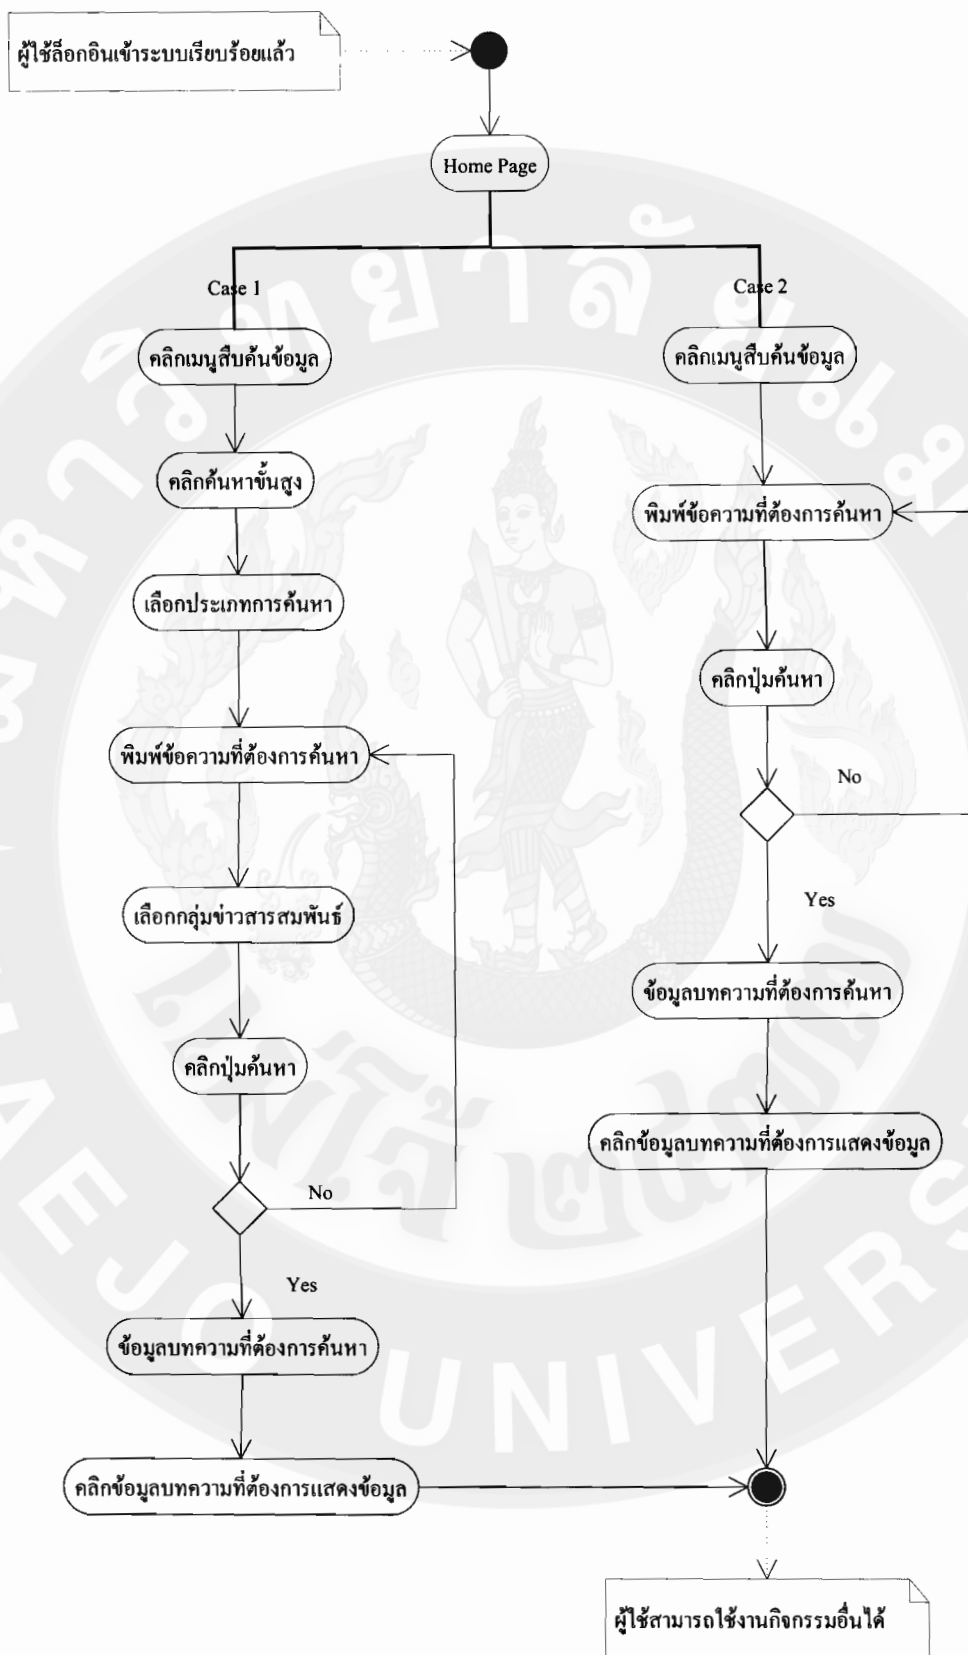 ผู้ใช้ล็อกอินเข้าระบบเรียบร้อยแล้ว
Home Page
Case 1
คลิกเมนูสืบค้นข้อมูล
คลิกค้นหาขั้นสูง
เลือกประเภทการค้นหา
พิมพ์ข้อความที่ต้องการค้นหา
เลือกกลุ่มข่าวสารสมพันธ์
คลิกปุ่มค้นหา
No
Yes
ข้อมูลบทความที่ต้องการค้นหา
คลิกข้อมูลบทความที่ต้องการแสดงข้อมูล
Case 2
คลิกเมนูสืบค้นข้อมูล
พิมพ์ข้อความที่ต้องการค้นหา
คลิกปุ่มค้นหา
No
Yes
ข้อมูลบทความที่ต้องการค้นหา
คลิกข้อมูลบทความที่ต้องการแสดงข้อมูล
ผู้ใช้สามารถใช้งานกิจกรรมอื่นได้